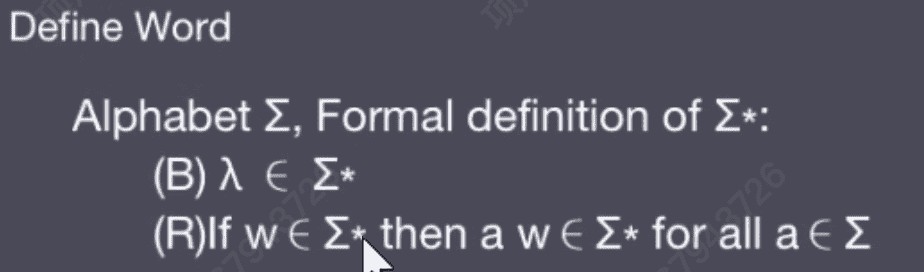 Define Word
Alphabet Σ, Formal definition of Σ*:
(B) λ ∈ Σ*
(R)If w ∈ Σ* then a w ∈ Σ* for all a ∈ Σ